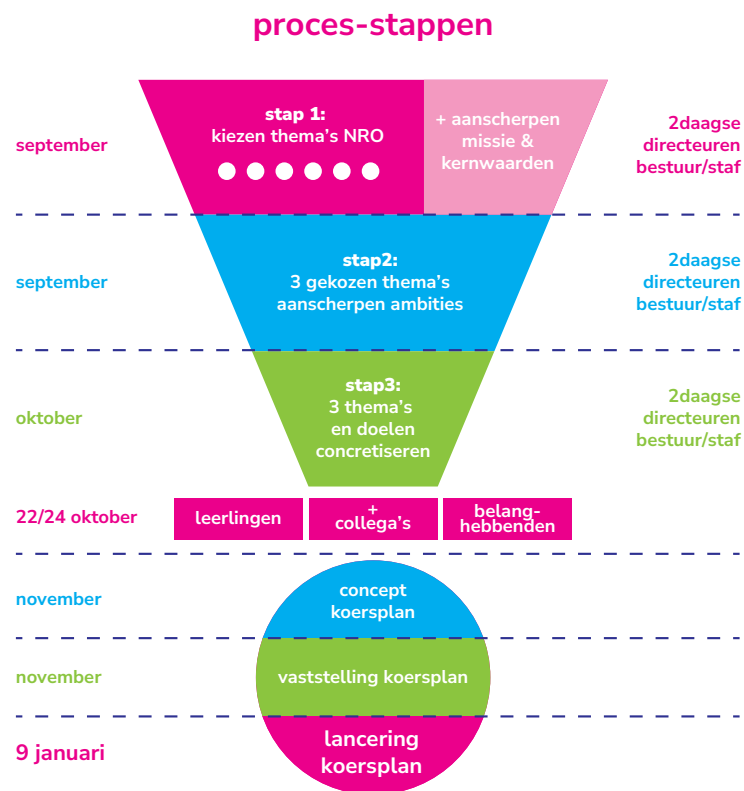 proces-stappen
september
stap 1:
kiezen thema's NRO
+ aanscherpen
missie &
kernwaarden
2daagse
directeuren
bestuur/staf
september
stap2:
3 gekozen thema's
aanscherpen ambities
2daagse
directeuren
bestuur/staf
oktober
stap3:
3 thema's
en doelen
concretiseren
2daagse
directeuren
bestuur/staf
22/24 oktober
leerlingen
+
collega's
belang-
hebbenden
november
concept
koersplan
november
vaststelling koersplan
9 januari
lancering
koersplan